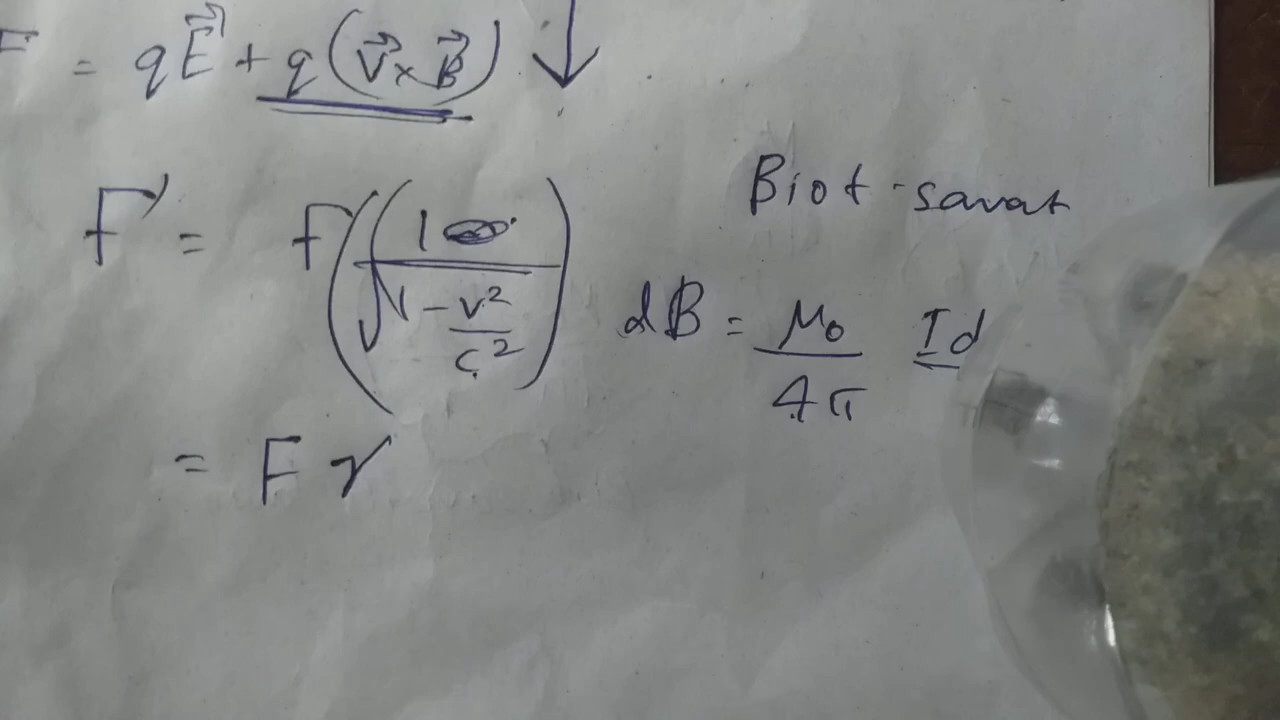 F = qE⃗ + q(V⃗ × B⃗) ↓
F' = F(1/√(1 - v²/c²))
= Fγ
Biot-savat
dB = μ₀/4π Id